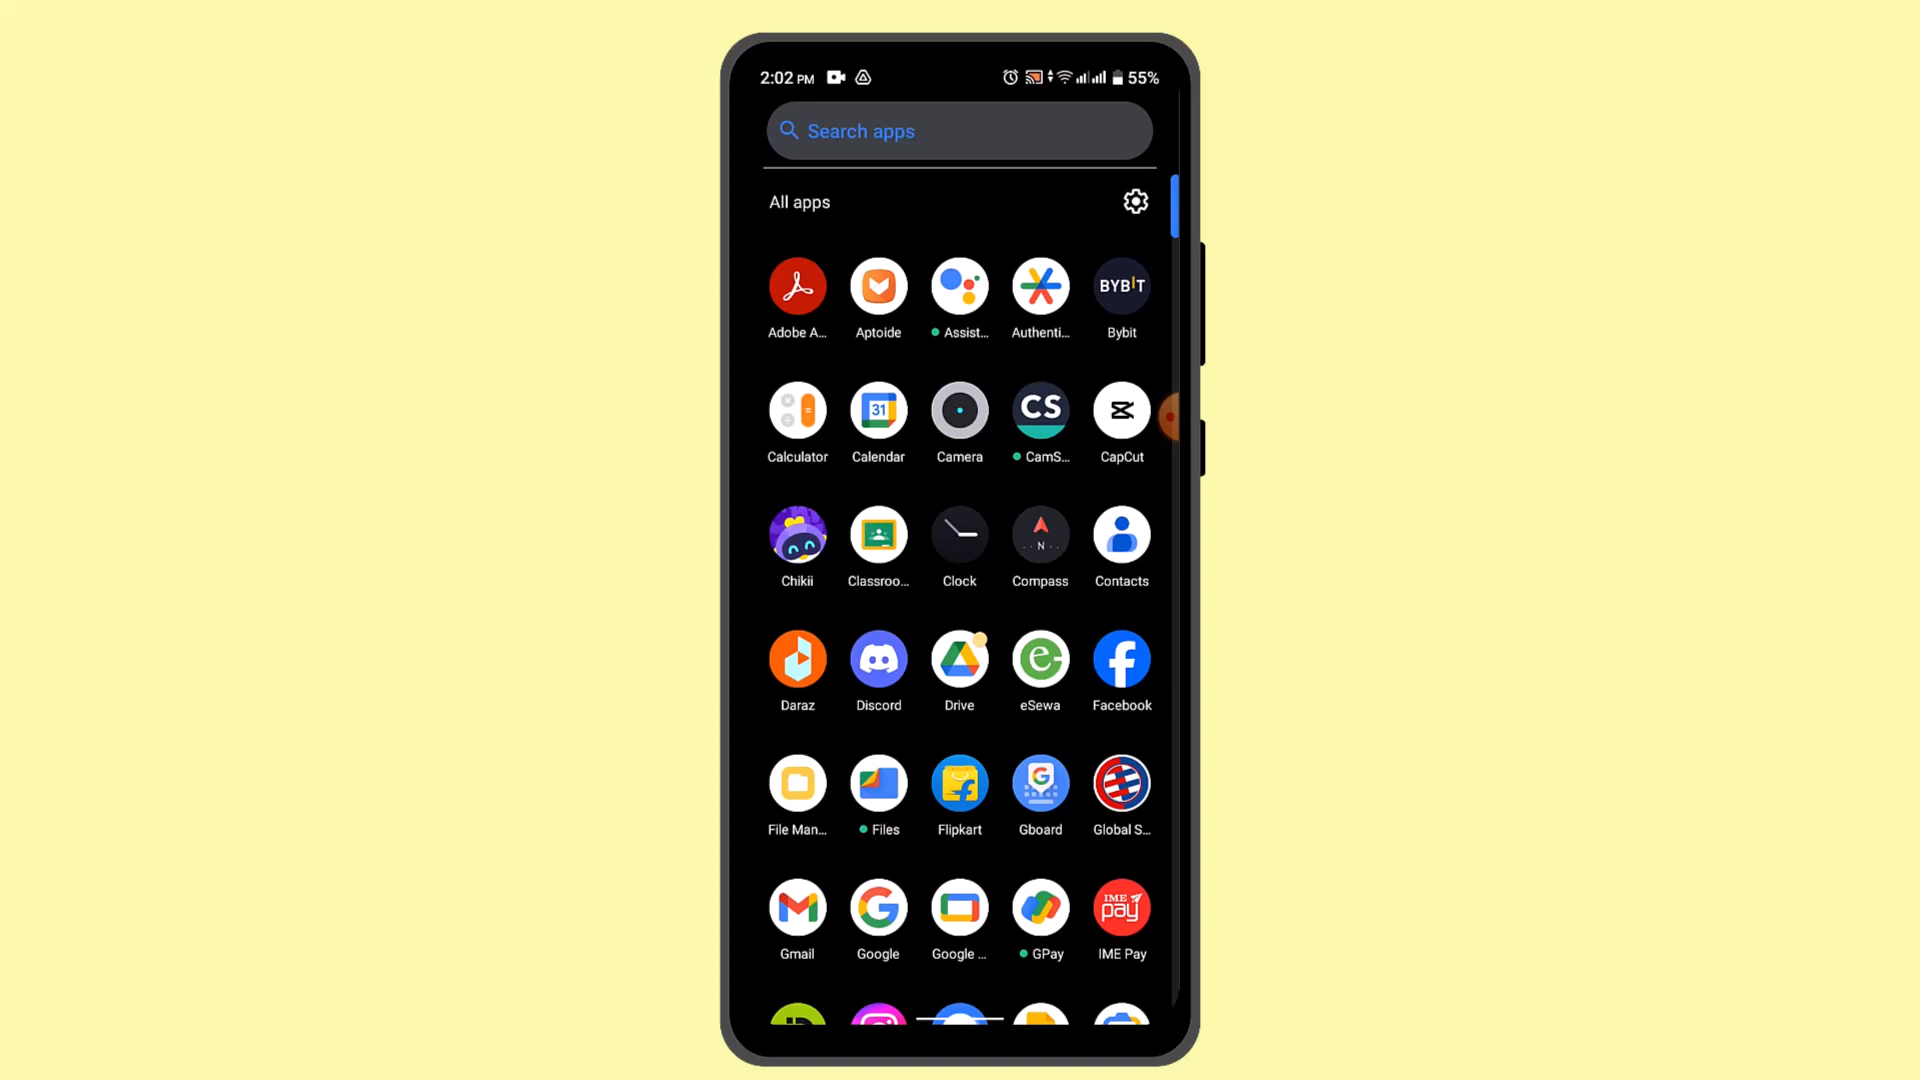 2:02 PM 55%
Search apps
All apps
BYBIT
Adobe A... Aptoide Assist... Authenti... Bybit
31 CS
Calculator Calendar Camera CamS... CapCut
N
Chikii Classroo... Clock Compass Contacts
Daraz Discord Drive eSewa Facebook
File Man... Files Flipkart Gboard Global S...
IME pay
Gmail Google Google ... GPay IME Pay